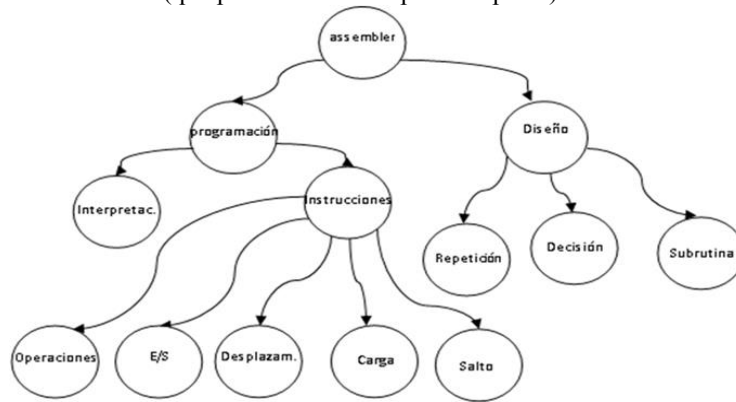 assembler
programación
Diseño
Interpretac.
Instrucciones
Repetición
Decisión
Subrutina
Operaciones
E/S
Desplazam.
Carga
Salto